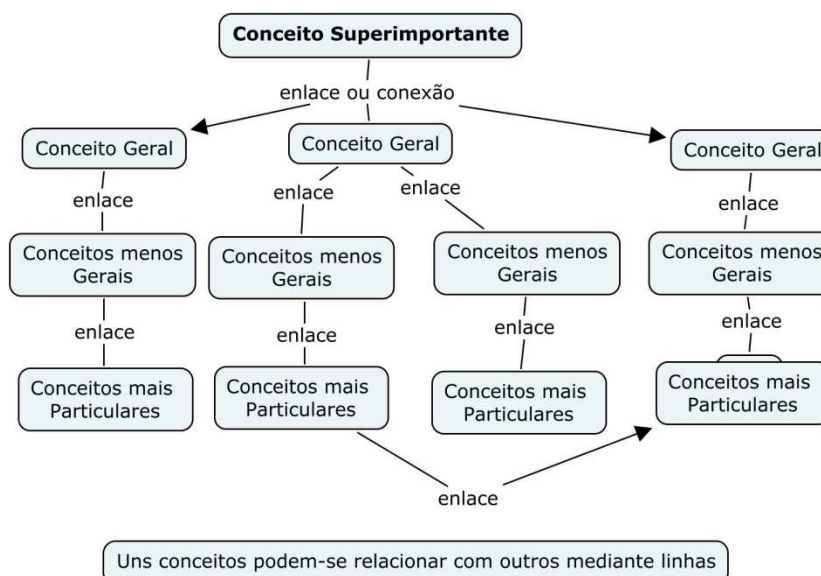 Conceito Superimportante
enlace ou conexão
Conceito Geral
Conceito Geral
Conceito Geral
enlace
enlace
enlace
enlace
Conceitos menos
Gerais
Conceitos menos
Gerais
Conceitos menos
Gerais
Conceitos menos
Gerais
enlace
enlace
enlace
enlace
Conceitos mais
Particulares
Conceitos mais
Particulares
Conceitos mais
Particulares
Conceitos mais
Particulares
enlace
Uns conceitos podem-se relacionar com outros mediante linhas